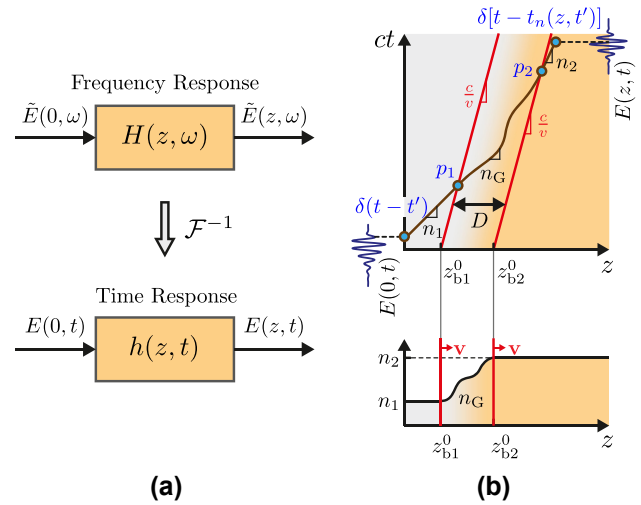 Frequency Response
Ẽ(0, ω)
H(z, ω)
Ẽ(z, ω)
ℱ⁻¹
Time Response
E(0, t)
h(z, t)
E(z, t)
(a)
δ[t − tₙ(z, t′)]
ct
n₂
p₂
E(z, t)
c/v
c/v
p₁
n_G
δ(t − t′)
D
n₁
E(0, t)
z⁰_b1
z⁰_b2
z
n₂
v
v
n₁
n_G
z⁰_b1
z⁰_b2
z
(b)